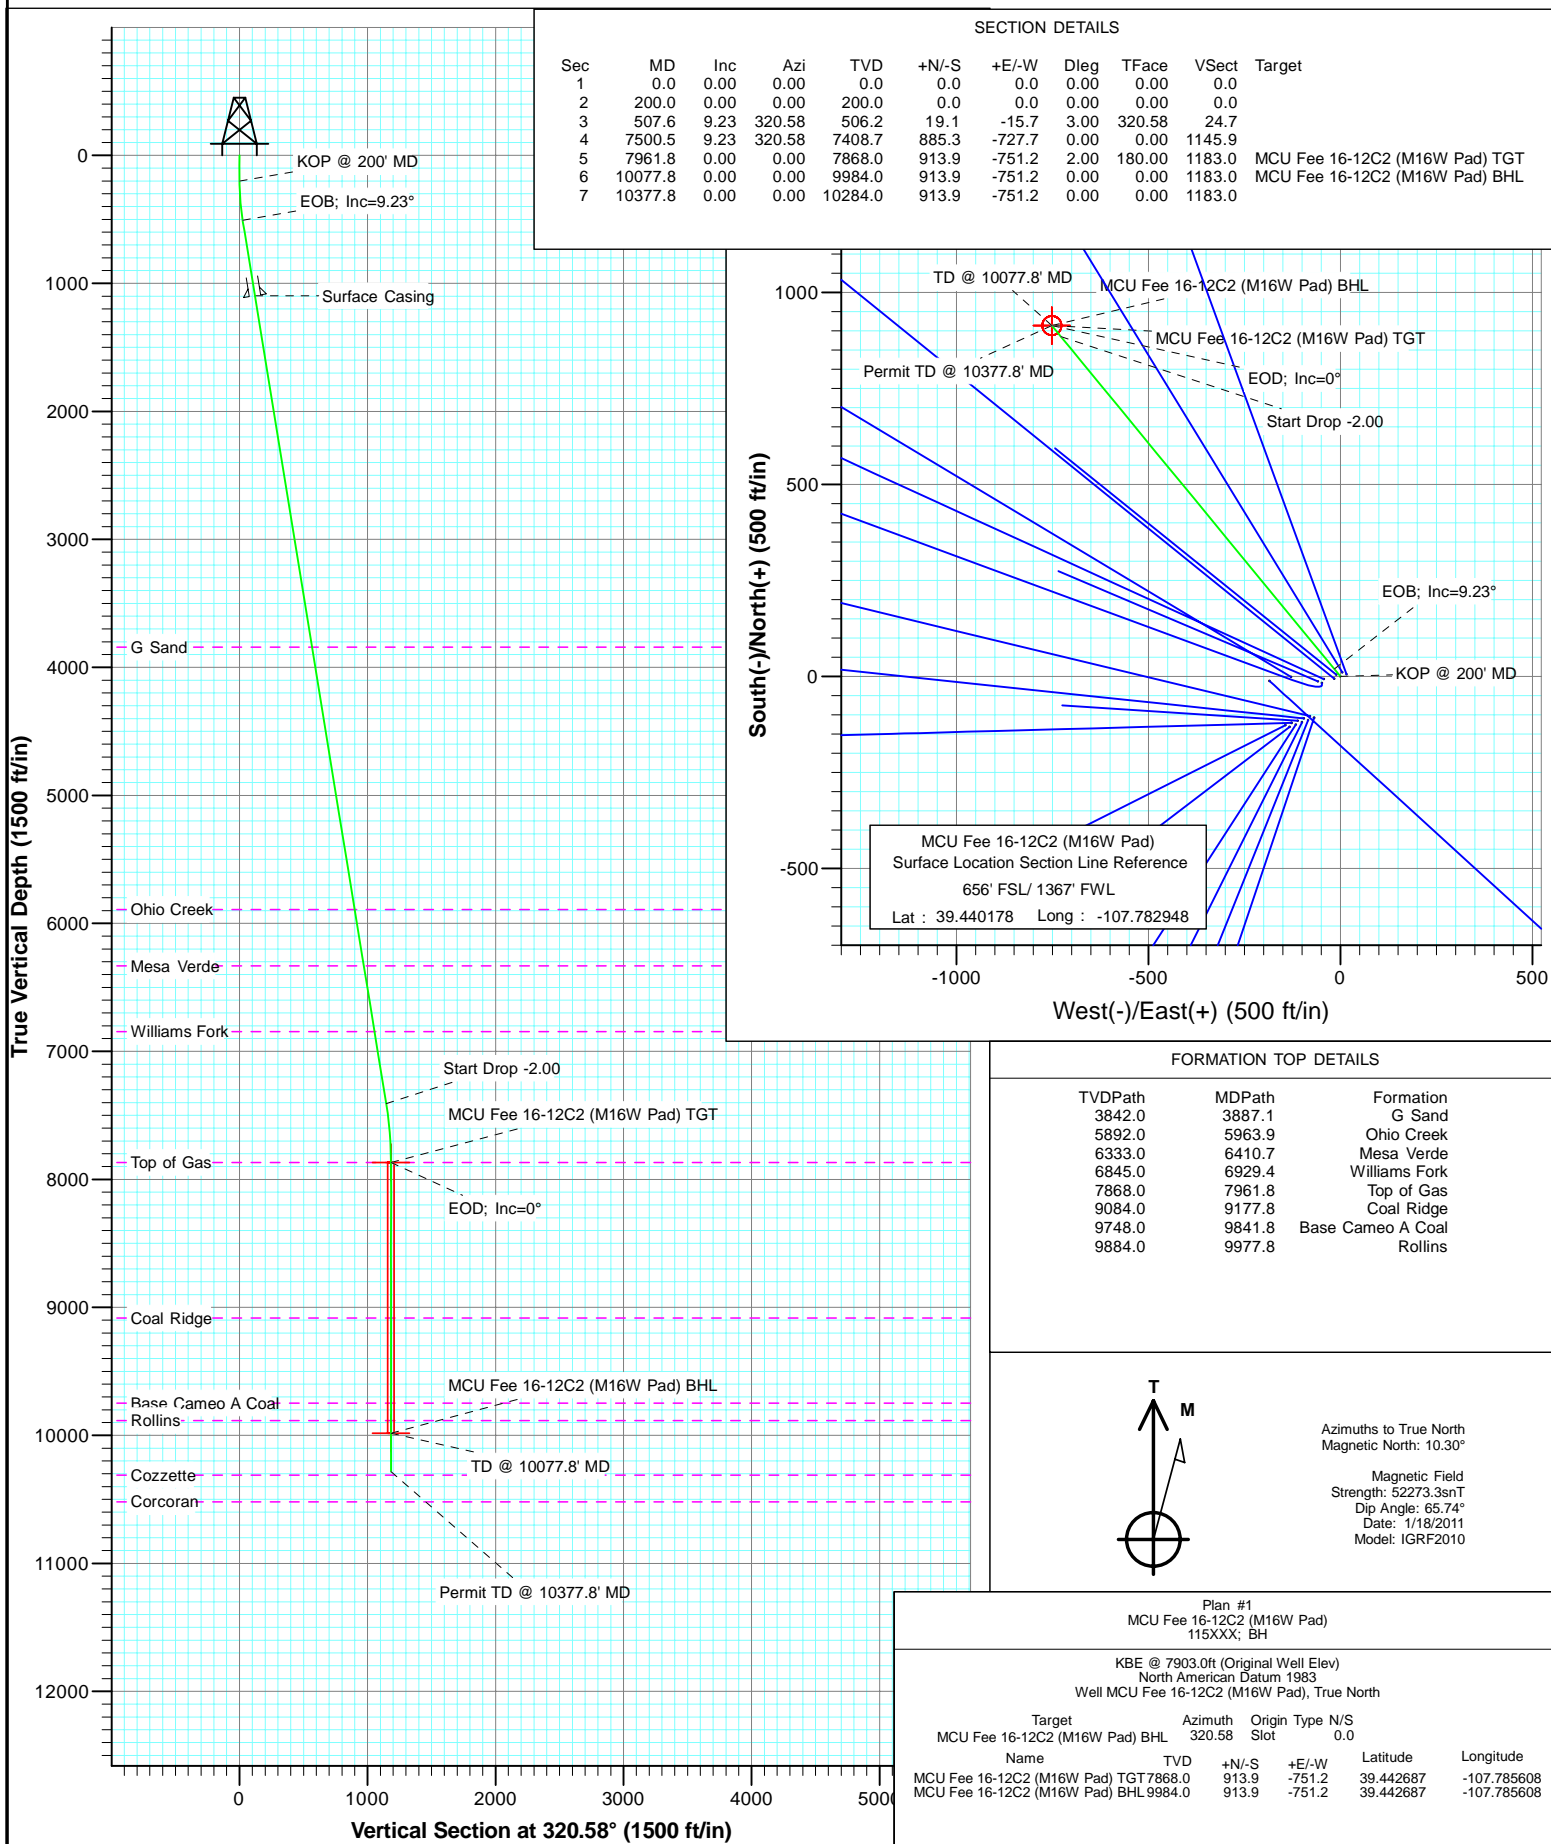 SECTION DETAILS
Sec MD Inc Azi TVD +N/-S +E/-W Dleg TFace VSect Target
1 0.0 0.00 0.00 0.0 0.0 0.0 0.00 0.00 0.0
2 200.0 0.00 0.00 200.0 0.0 0.0 0.00 0.00 0.0
3 507.6 9.23 320.58 506.2 19.1 -15.7 3.00 320.58 24.7
4 7500.5 9.23 320.58 7408.7 885.3 -727.7 0.00 0.00 1145.9
5 7961.8 0.00 0.00 7868.0 913.9 -751.2 2.00 180.00 1183.0 MCU Fee 16-12C2 (M16W Pad) TGT
6 10077.8 0.00 0.00 9984.0 913.9 -751.2 0.00 0.00 1183.0 MCU Fee 16-12C2 (M16W Pad) BHL
7 10377.8 0.00 0.00 10284.0 913.9 -751.2 0.00 0.00 1183.0
True Vertical Depth (1500 ft/in)
0
1000
2000
3000
4000
5000
6000
7000
8000
9000
10000
11000
12000
KOP @ 200' MD
EOB; Inc=9.23°
Surface Casing
G Sand
Ohio Creek
Mesa Verde
Williams Fork
Start Drop -2.00
MCU Fee 16-12C2 (M16W Pad) TGT
Top of Gas
EOD; Inc=0°
Coal Ridge
MCU Fee 16-12C2 (M16W Pad) BHL
Base Cameo A Coal
Rollins
TD @ 10077.8' MD
Cozzette
Corcoran
Permit TD @ 10377.8' MD
0 1000 2000 3000 4000 5000
Vertical Section at 320.58° (1500 ft/in)
South(-)/North(+) (500 ft/in)
1000
500
0
-500
TD @ 10077.8' MD
MCU Fee 16-12C2 (M16W Pad) BHL
MCU Fee 16-12C2 (M16W Pad) TGT
Permit TD @ 10377.8' MD
EOD; Inc=0°
Start Drop -2.00
EOB; Inc=9.23°
KOP @ 200' MD
MCU Fee 16-12C2 (M16W Pad)
Surface Location Section Line Reference
656' FSL/ 1367' FWL
Lat : 39.440178 Long : -107.782948
-1000 -500 0 500
West(-)/East(+) (500 ft/in)
FORMATION TOP DETAILS
TVDPath MDPath Formation
3842.0 3887.1 G Sand
5892.0 5963.9 Ohio Creek
6333.0 6410.7 Mesa Verde
6845.0 6929.4 Williams Fork
7868.0 7961.8 Top of Gas
9084.0 9177.8 Coal Ridge
9748.0 9841.8 Base Cameo A Coal
9884.0 9977.8 Rollins
T
M
Azimuths to True North
Magnetic North: 10.30°
Magnetic Field
Strength: 52273.3snT
Dip Angle: 65.74°
Date: 1/18/2011
Model: IGRF2010
Plan #1
MCU Fee 16-12C2 (M16W Pad)
115XXX; BH
KBE @ 7903.0ft (Original Well Elev)
North American Datum 1983
Well MCU Fee 16-12C2 (M16W Pad), True North
Target Azimuth Origin Type N/S
MCU Fee 16-12C2 (M16W Pad) BHL 320.58 Slot 0.0
Name TVD +N/-S +E/-W Latitude Longitude
MCU Fee 16-12C2 (M16W Pad) TGT 7868.0 913.9 -751.2 39.442687 -107.785608
MCU Fee 16-12C2 (M16W Pad) BHL 9984.0 913.9 -751.2 39.442687 -107.785608